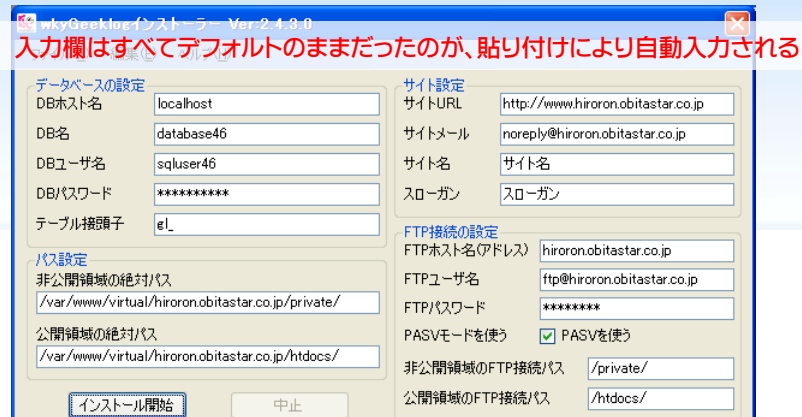 wkyGeeklogインストーラー Ver:2.4.3.0
入力欄はすべてデフォルトのままだったのが、貼り付けにより自動入力される
データベースの設定
DBホスト名 localhost
DB名 database46
DBユーザ名 sqluser46
DBパスワード **********
テーブル接頭子 gl_
パス設定
非公開領域の絶対パス
/var/www/virtual/hiroron.obitastar.co.jp/private/
公開領域の絶対パス
/var/www/virtual/hiroron.obitastar.co.jp/htdocs/
インストール開始 中止
サイト設定
サイトURL http://www.hiroron.obitastar.co.jp
サイトメール noreply@hiroron.obitastar.co.jp
サイト名 サイト名
スローガン スローガン
FTP接続の設定
FTPホスト名(アドレス) hiroron.obitastar.co.jp
FTPユーザ名 ftp@hiroron.obitastar.co.jp
FTPパスワード ********
PASVモードを使う PASVを使う
非公開領域のFTP接続パス /private/
公開領域のFTP接続パス /htdocs/